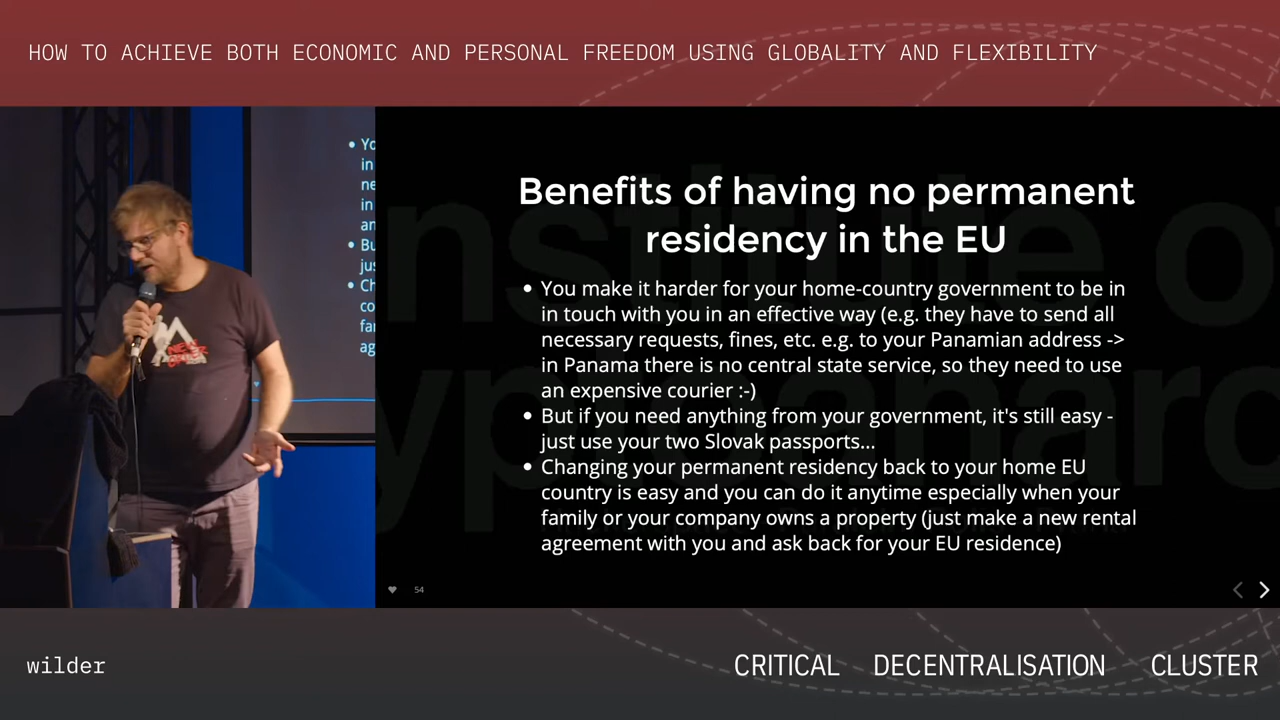 HOW TO ACHIEVE BOTH ECONOMIC AND PERSONAL FREEDOM USING GLOBALITY AND FLEXIBILITY
Benefits of having no permanent
residency in the EU
• You make it harder for your home-country government to be in
in touch with you in an effective way (e.g. they have to send all
necessary requests, fines, etc. e.g. to your Panamian address ->
in Panama there is no central state service, so they need to use
an expensive courier :-)
• But if you need anything from your government, it's still easy -
just use your two Slovak passports...
• Changing your permanent residency back to your home EU
country is easy and you can do it anytime especially when your
family or your company owns a property (just make a new rental
agreement with you and ask back for your EU residence)
54
wilder
CRITICAL DECENTRALISATION CLUSTER